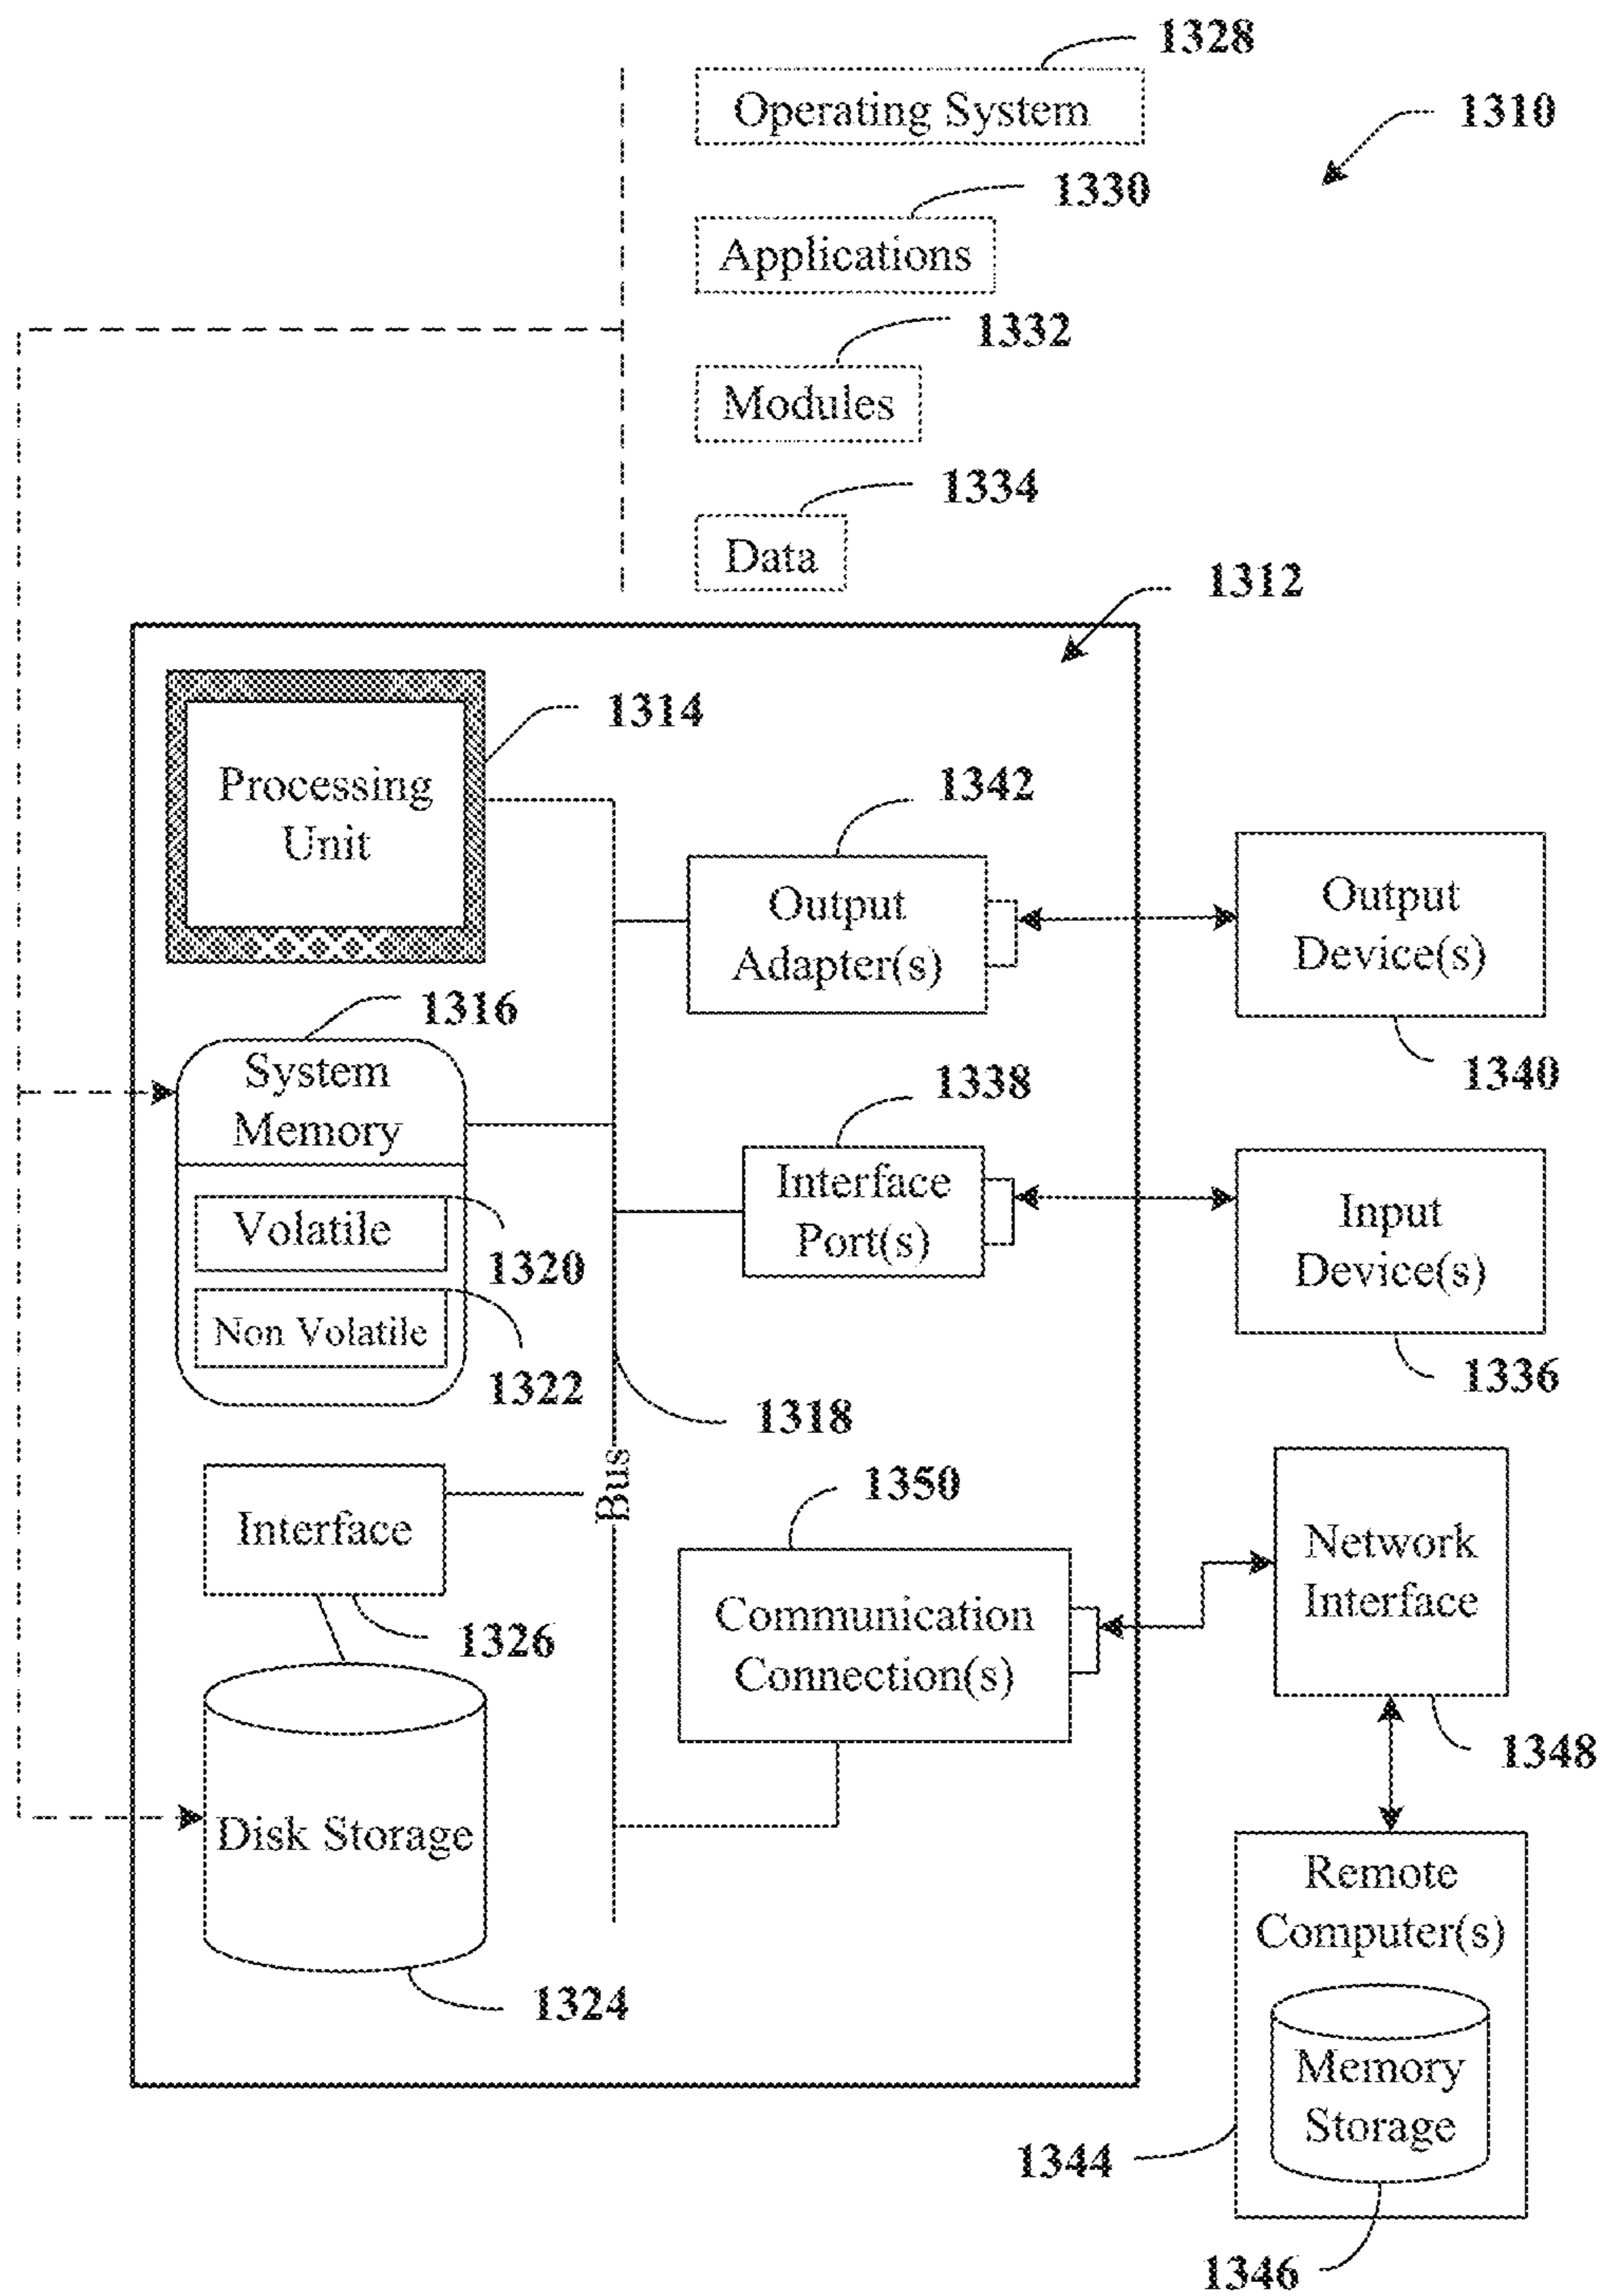 1328
Operating System
1310
1330
Applications
1332
Modules
1334
Data
1312
1314
Processing
Unit
1342
Output
Adapter(s)
Output
Device(s)
1340
1316
System
Memory
1338
Interface
Port(s)
Input
Device(s)
1336
Volatile
1320
Non Volatile
1322
1318
Bus
1350
Interface
1326
Communication
Connection(s)
Network
Interface
1348
Disk Storage
1324
Remote
Computer(s)
Memory
Storage
1344
1346